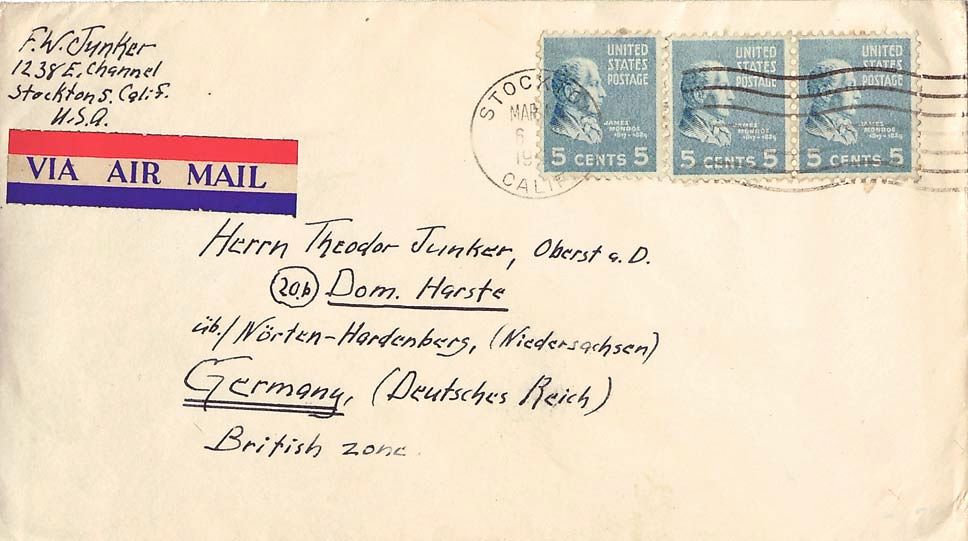 F.W. Junker
1238 E. Channel
Stockton 5. Calif.
U.S.A.
VIA AIR MAIL
UNITED STATES POSTAGE
JAMES MONROE
5 CENTS 5
UNITED STATES POSTAGE
JAMES MONROE
5 CENTS 5
UNITED STATES POSTAGE
JAMES MONROE
5 CENTS 5
MAR
6
19
CALIF
Herrn Theodor Junker, Oberst a. D.
20b Dom. Harste
üb./Nörten-Hardenberg, (Niedersachsen)
Germany, (Deutsches Reich)
British zone